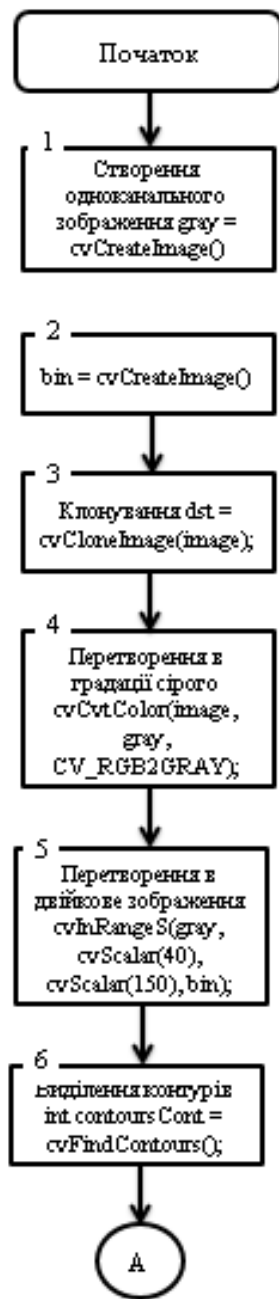 Початок
1
Створення
одноканального
зображення gray =
cvCreateImage()
2
bin = cvCreateImage()
3
Клонування dst =
cvCloneImage(image);
4
Перетворення в
градації сірого
cvCvtColor(image,
gray,
CV_RGB2GRAY);
5
Перетворення в
двійкове зображення
cvInRangeS(gray,
cvScalar(40),
cvScalar(150),bin);
6
Виділення контурів
int contoursCont =
cvFindContours();
А